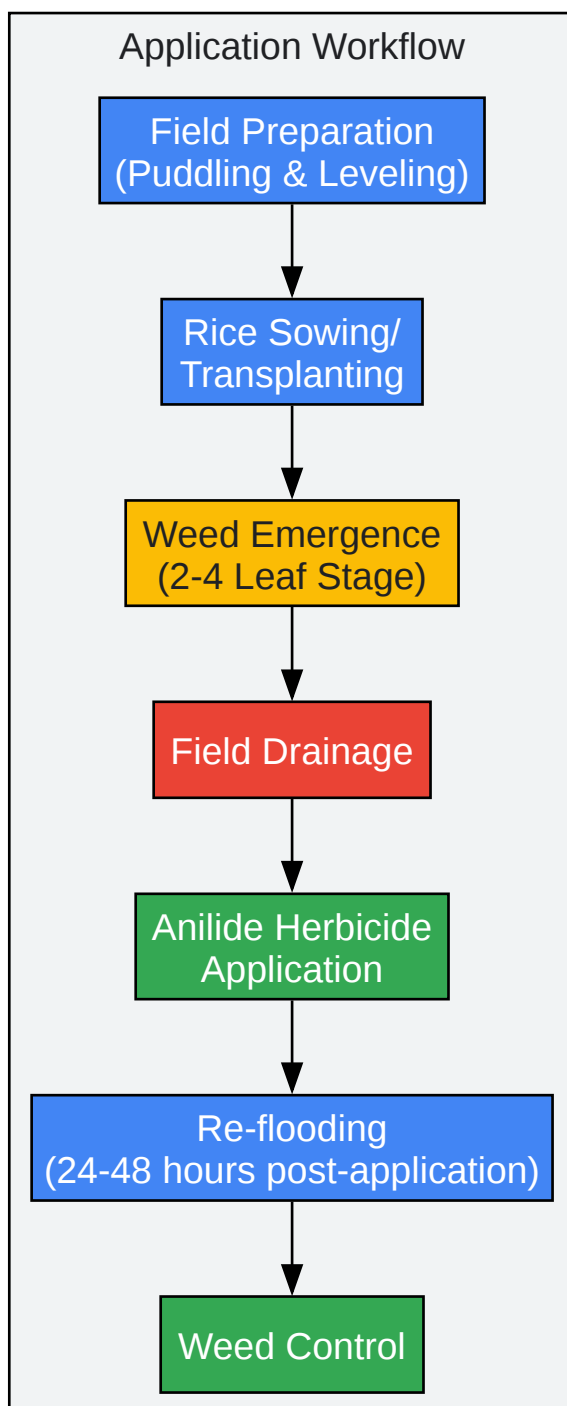 Application Workflow
Field Preparation
(Puddling & Leveling)
Rice Sowing/
Transplanting
Weed Emergence
(2-4 Leaf Stage)
Field Drainage
Anilide Herbicide
Application
Re-flooding
(24-48 hours post-application)
Weed Control